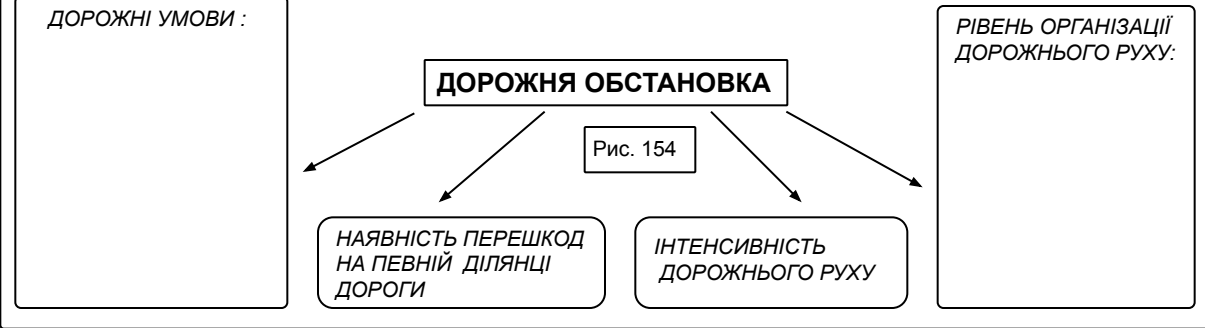 ДОРОЖНІ УМОВИ :
РІВЕНЬ ОРГАНІЗАЦІЇ
ДОРОЖНЬОГО РУХУ:
ДОРОЖНЯ ОБСТАНОВКА
Рис. 154
НАЯВНІСТЬ ПЕРЕШКОД
НА ПЕВНІЙ ДІЛЯНЦІ
ДОРОГИ
ІНТЕНСИВНІСТЬ
ДОРОЖНЬОГО РУХУ